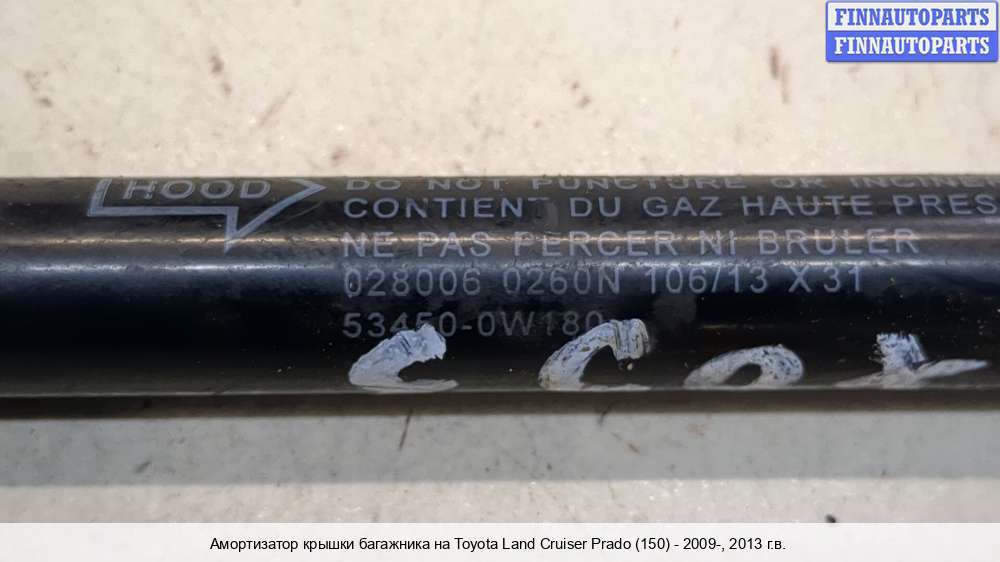 FINNAUTOPARTS
FINNAUTOPARTS
HOOD
DO NOT PUNCTURE OR INCINE
CONTIENT DU GAZ HAUTE PRES
NE PAS PERCER NI BRULER
028006 0260N 106/13 X31
53450-0W180
Амортизатор крышки багажника на Toyota Land Cruiser Prado (150) - 2009-, 2013 г.в.